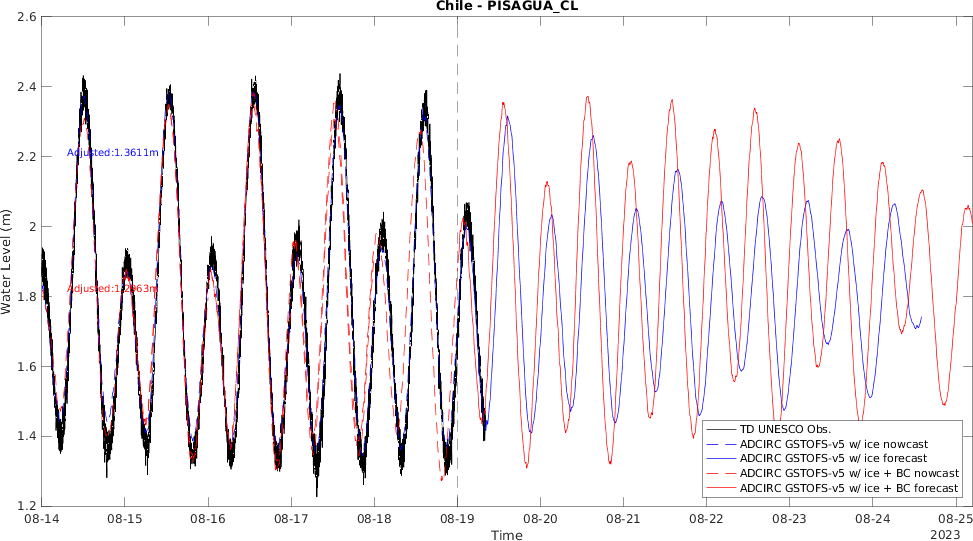 Chile - PISAGUA_CL
2.6
2.4
2.2
2
1.8
1.6
1.4
1.2
Water Level (m)
Adjusted:1.3611m
Adjusted:1.2963m
TD UNESCO Obs.
ADCIRC GSTOFS-v5 w/ ice nowcast
ADCIRC GSTOFS-v5 w/ ice forecast
ADCIRC GSTOFS-v5 w/ ice + BC nowcast
ADCIRC GSTOFS-v5 w/ ice + BC forecast
08-14 08-15 08-16 08-17 08-18 08-19 08-20 08-21 08-22 08-23 08-24 08-25
Time
2023